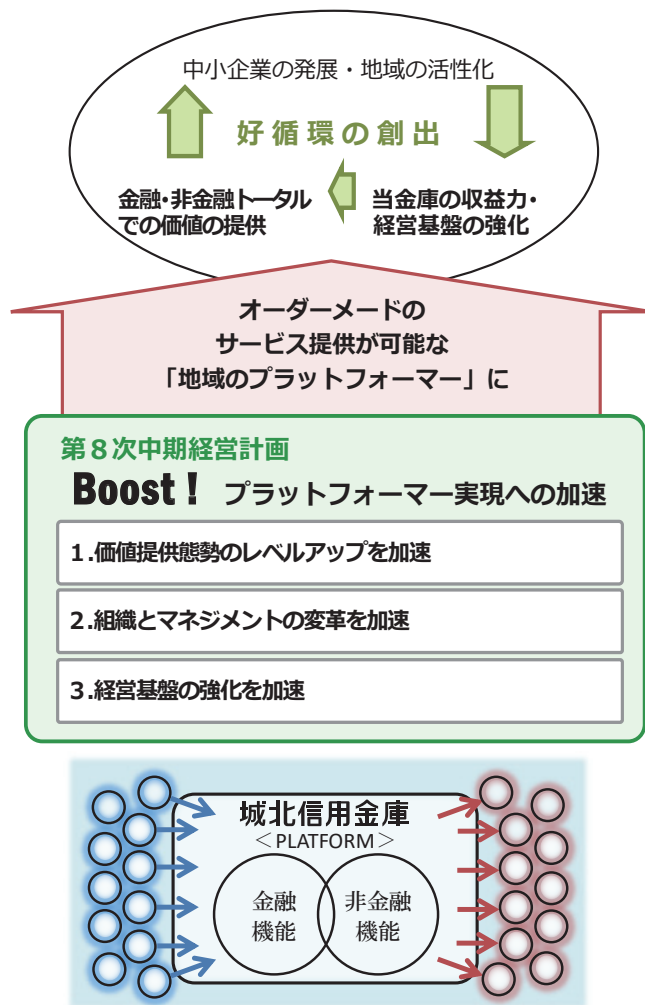 中小企業の発展・地域の活性化
好循環の創出
金融・非金融トータル
での価値の提供
当金庫の収益力・
経営基盤の強化
オーダーメードの
サービス提供が可能な
「地域のプラットフォーマー」に
第８次中期経営計画
Boost！ プラットフォーマー実現への加速
１.価値提供態勢のレベルアップを加速
２.組織とマネジメントの変革を加速
３.経営基盤の強化を加速
城北信用金庫
＜PLATFORM＞
金融
機能
非金融
機能